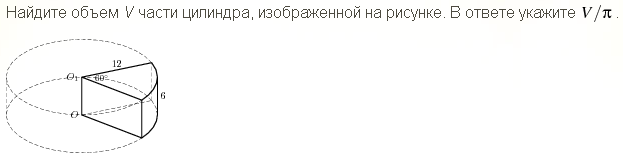 Найдите объем V части цилиндра, изображенной на рисунке. В ответе укажите V/π .
12
O₁ 60°
6
O